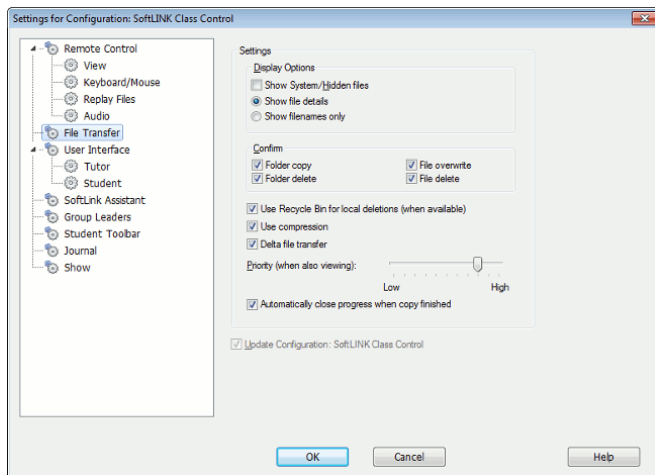 Settings for Configuration: SoftLINK Class Control
Remote Control
View
Keyboard/Mouse
Replay Files
Audio
File Transfer
User Interface
Tutor
Student
SoftLink Assistant
Group Leaders
Student Toolbar
Journal
Show
Settings
Display Options
Show System/Hidden files
Show file details
Show filenames only
Confirm
Folder copy
File overwrite
Folder delete
File delete
Use Recycle Bin for local deletions (when available)
Use compression
Delta file transfer
Priority (when also viewing):
Low
High
Automatically close progress when copy finished
Update Configuration: SoftLINK Class Control
OK
Cancel
Help